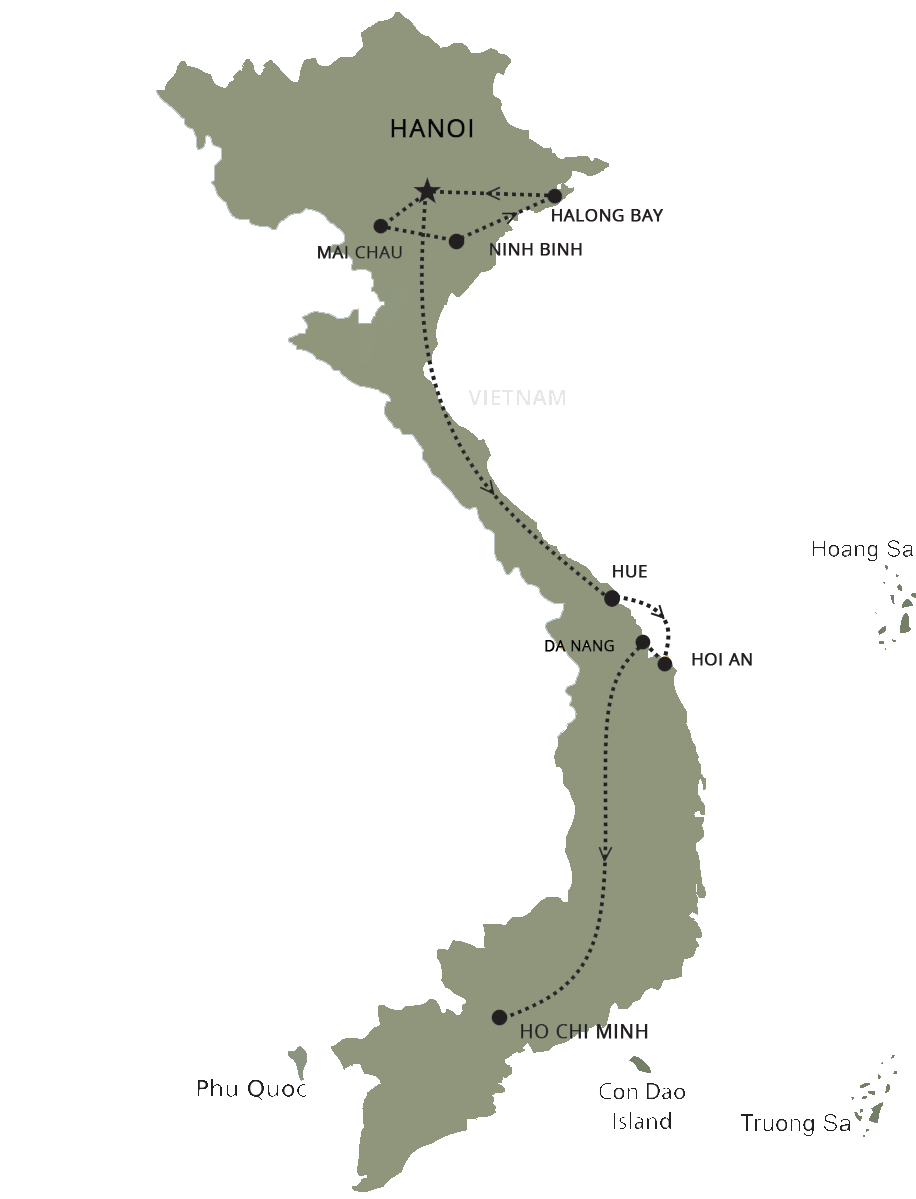 HANOI
HALONG BAY
MAI CHAU
NINH BINH
VIETNAM
Hoang Sa
HUE
DA NANG
HOI AN
HO CHI MINH
Phu Quoc
Con Dao
Island
Truong Sa